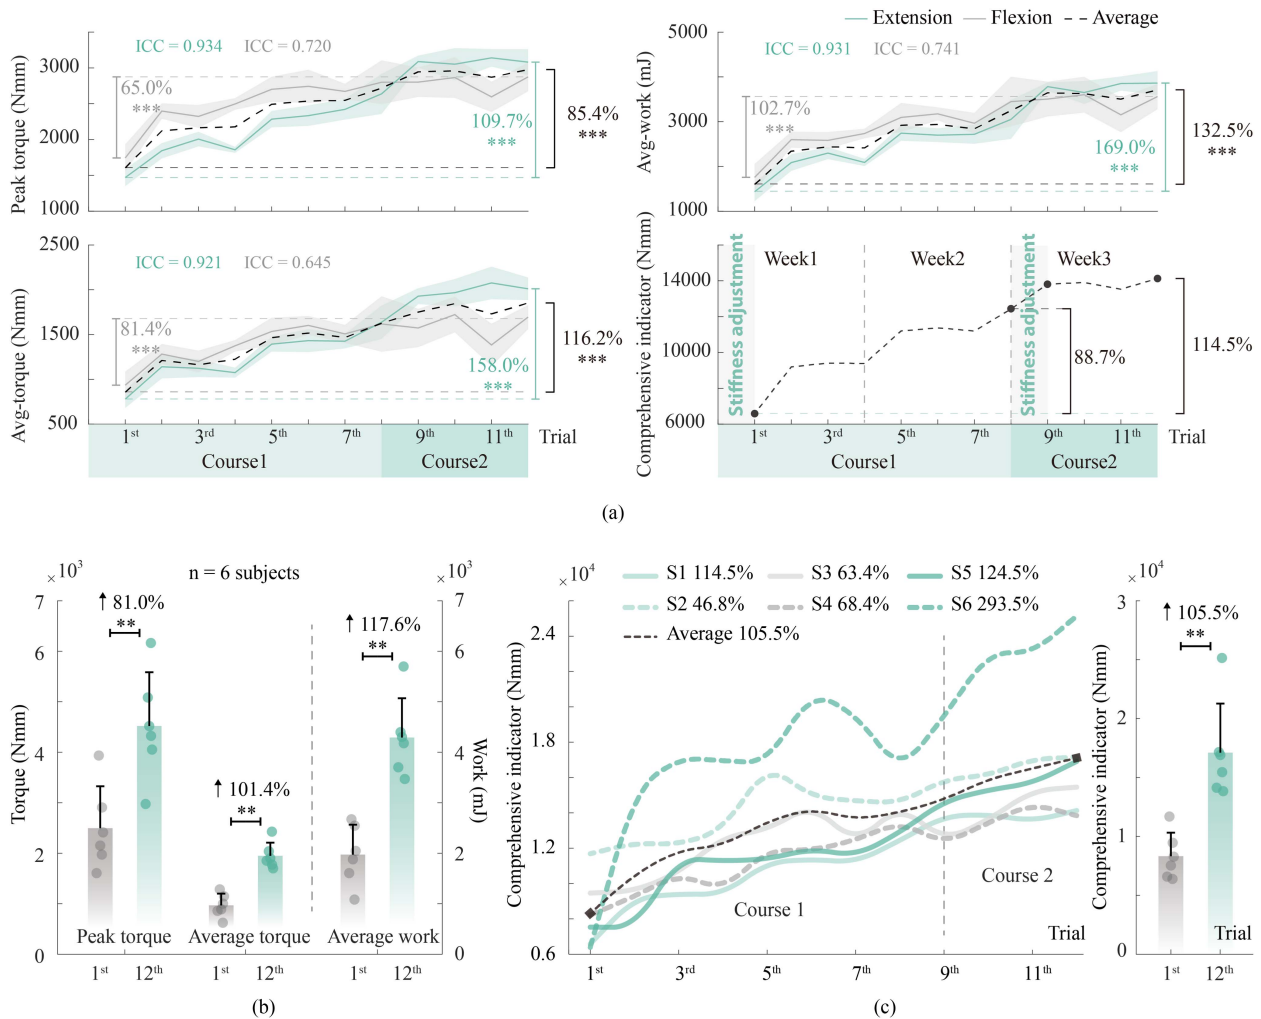 Extension Flexion Average
ICC = 0.934 ICC = 0.720
Peak torque (Nmm)
3000
2000
1000
65.0%
***
109.7%
***
85.4%
***
ICC = 0.931 ICC = 0.741
Avg-work (mJ)
5000
3000
1000
102.7%
***
169.0%
***
132.5%
***
ICC = 0.921 ICC = 0.645
Avg-torque (Nmm)
2500
1500
500
81.4%
***
158.0%
***
116.2%
***
1st 3rd 5th 7th 9th 11th Trial
Course1 Course2
Comprehensive indicator (Nmm)
14000
10000
6000
Stiffness adjustment
Week1 Week2 Week3
Stiffness adjustment
88.7%
114.5%
1st 3rd 5th 7th 9th 11th Trial
Course1 Course2
(a)
×10³ n = 6 subjects ×10³
Torque (Nmm)
7
6
4
2
0
↑ 81.0%
**
↑ 101.4%
**
↑ 117.6%
**
7
6
4
2
0
Work (mJ)
Peak torque Average torque Average work
1st 12th 1st 12th 1st 12th
(b)
×10⁴
S1 114.5% S3 63.4% S5 124.5%
S2 46.8% S4 68.4% S6 293.5%
Average 105.5%
Comprehensive indicator (Nmm)
2.4
1.8
1.2
0.6
Course 1
Course 2
Trial
1st 3rd 5th 7th 9th 11th
×10⁴
Comprehensive indicator (Nmm)
3
2
1
0
↑ 105.5%
**
Trial
1st 12th
(c)